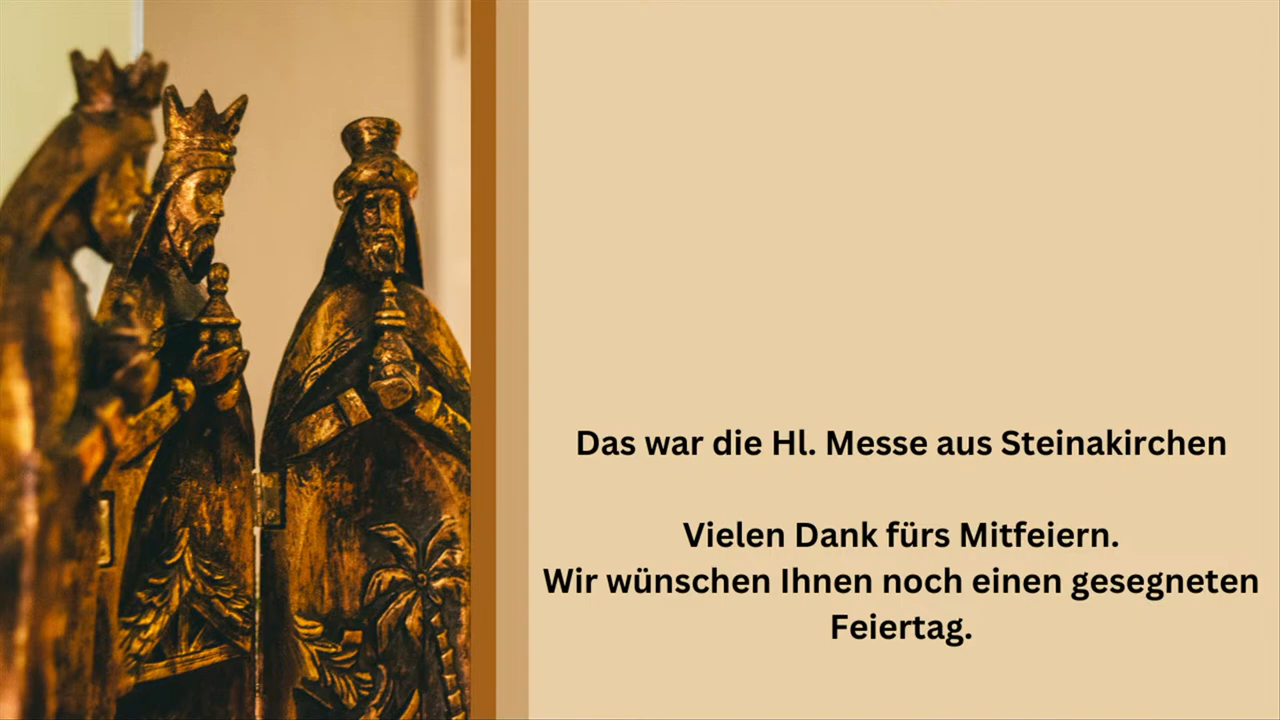 Das war die Hl. Messe aus Steinakirchen
Vielen Dank fürs Mitfeiern.
Wir wünschen Ihnen noch einen gesegneten
Feiertag.